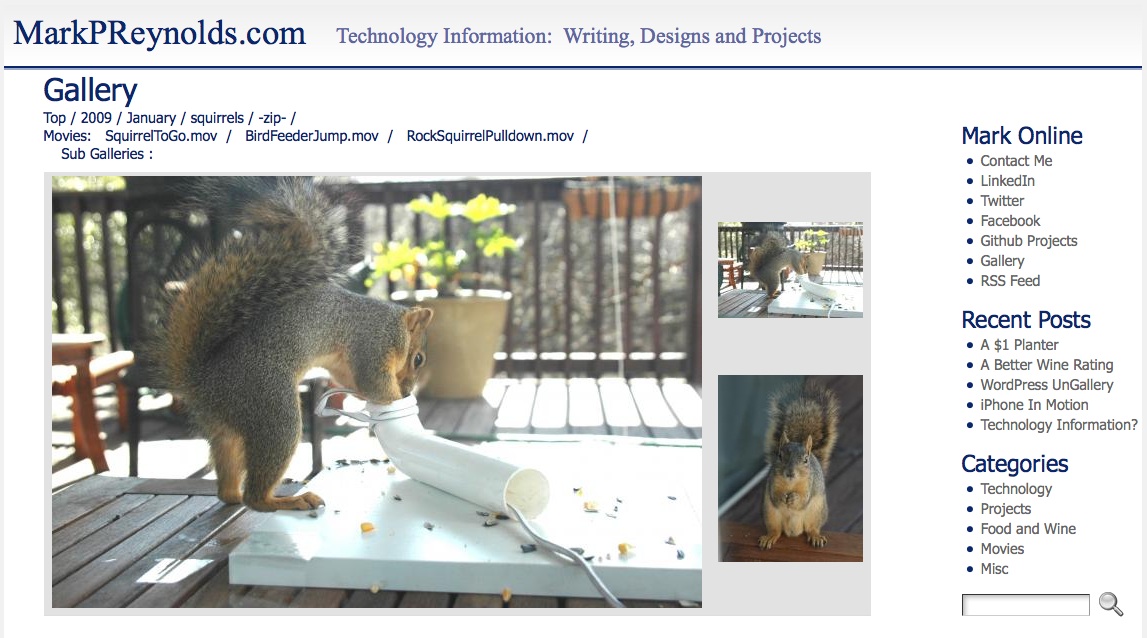 MarkPReynolds.com Technology Information: Writing, Designs and Projects
Gallery
Top / 2009 / January / squirrels / -zip- /
Movies: SquirrelToGo.mov / BirdFeederJump.mov / RockSquirrelPulldown.mov /
Sub Galleries :
Mark Online
Contact Me
LinkedIn
Twitter
Facebook
Github Projects
Gallery
RSS Feed
Recent Posts
A $1 Planter
A Better Wine Rating
WordPress UnGallery
iPhone In Motion
Technology Information?
Categories
Technology
Projects
Food and Wine
Movies
Misc